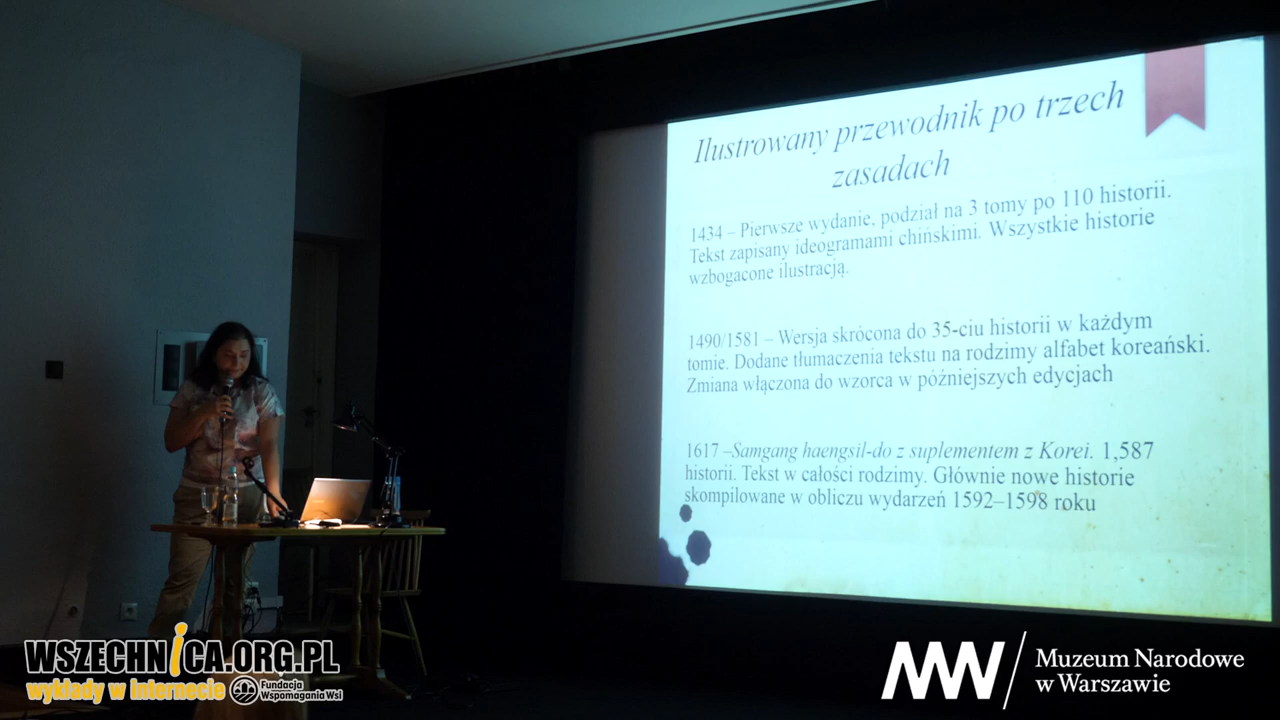 Ilustrowany przewodnik po trzech
zasadach
1434 – Pierwsze wydanie, podział na 3 tomy po 110 historii.
Tekst zapisany ideogramami chińskimi. Wszystkie historie
wzbogacone ilustracją.
1490/1581 – Wersja skrócona do 35-ciu historii w każdym
tomie. Dodane tłumaczenia tekstu na rodzimy alfabet koreański.
Zmiana włączona do wzorca w późniejszych edycjach
1617 –Samgang haengsil-do z suplementem z Korei. 1,587
historii. Tekst w całości rodzimy. Głównie nowe historie
skompilowane w obliczu wydarzeń 1592–1598 roku
WSZECHNICA.ORG.PL
wykłady w internecie
Fundacja
Wspomagania Wsi
Muzeum Narodowe
w Warszawie